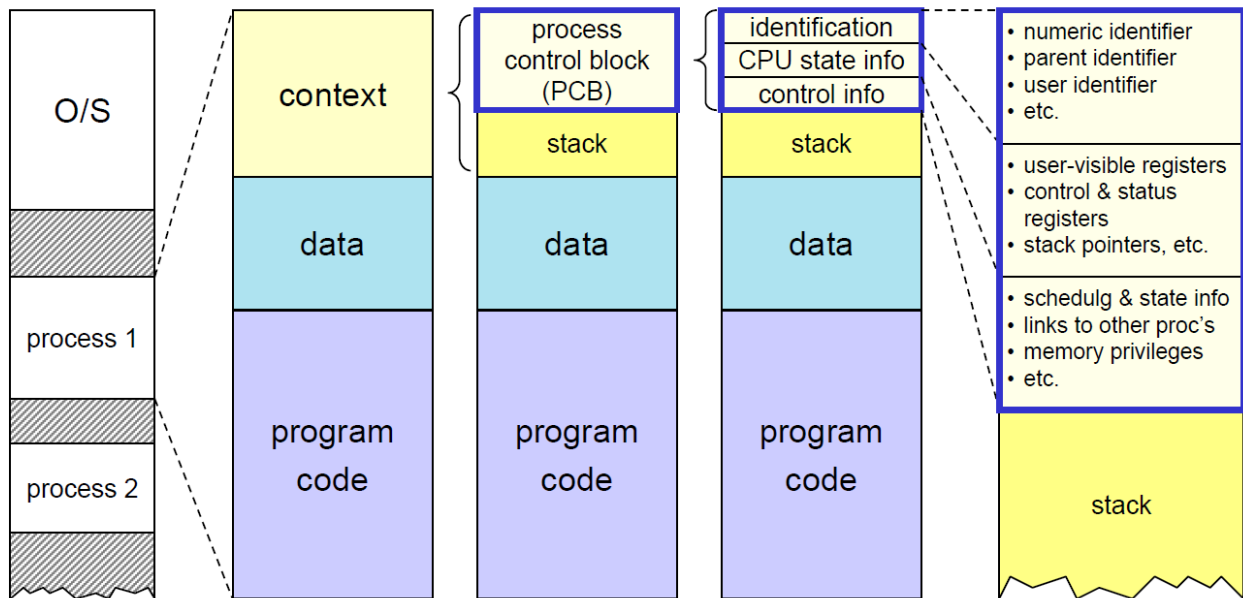 O/S
process 1
process 2
context
data
program
code
process
control block
(PCB)
stack
data
program
code
identification
CPU state info
control info
stack
data
program
code
• numeric identifier
• parent identifier
• user identifier
• etc.
• user-visible registers
• control & status
registers
• stack pointers, etc.
• schedulg & state info
• links to other proc's
• memory privileges
• etc.
stack